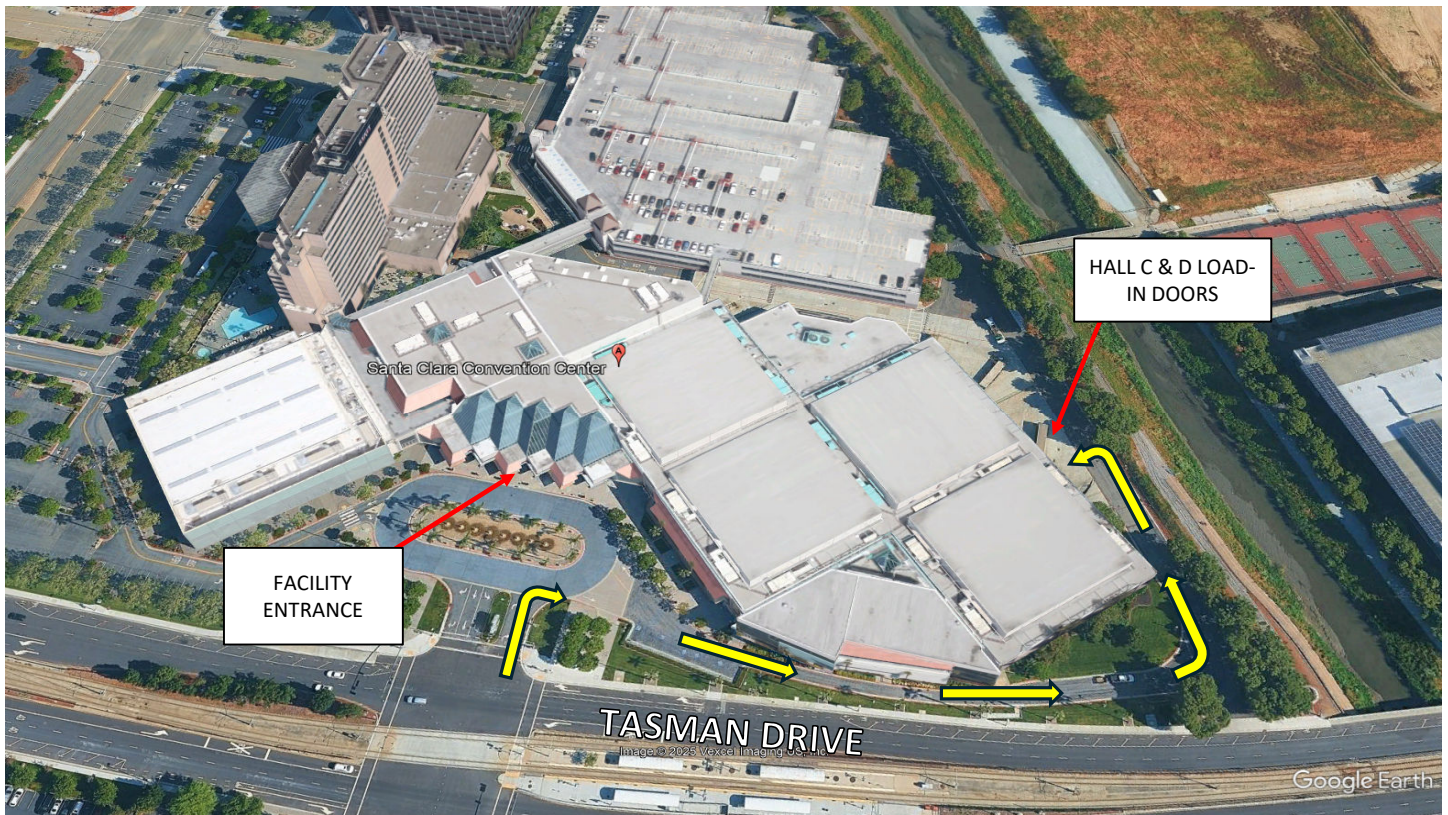 HALL C & D LOAD-
IN DOORS
A
Santa Clara Convention Center
FACILITY
ENTRANCE
TASMAN DRIVE
Image © 2025 Vexcel Imaging US, Inc.
Google Earth